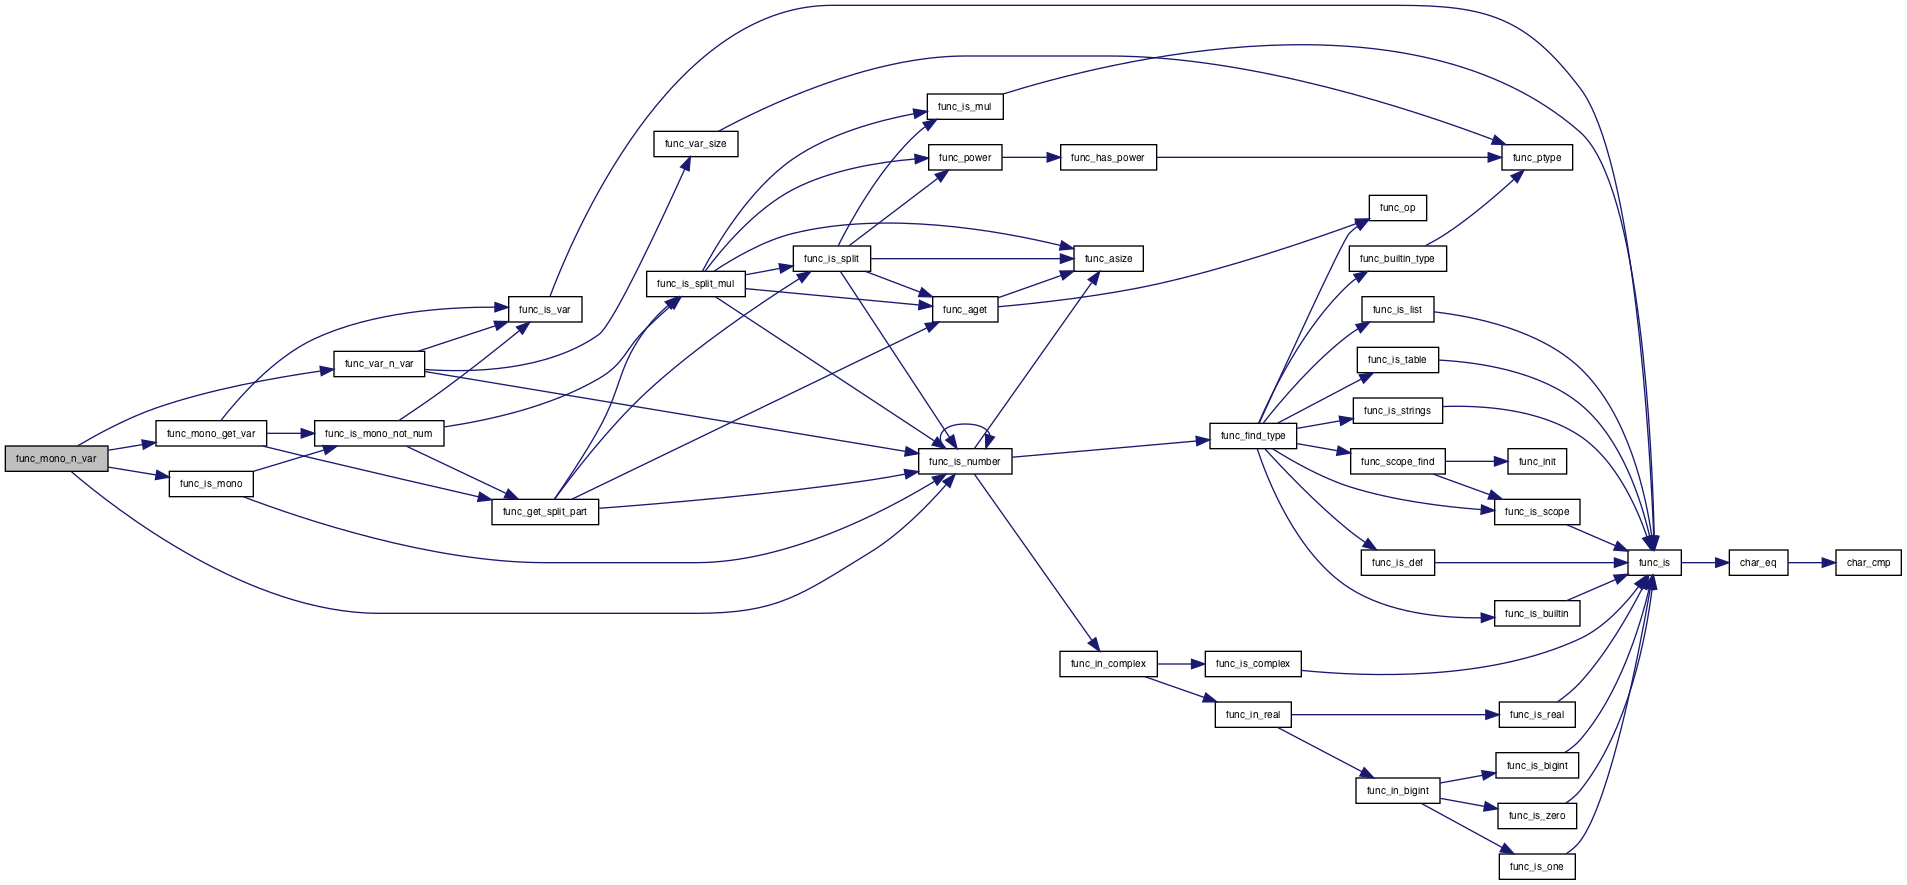 func_mono_n_var
func_mono_get_var
func_is_mono
func_var_n_var
func_is_mono_not_num
func_is_var
func_get_split_part
func_var_size
func_is_split_mul
func_is_split
func_is_mul
func_power
func_aget
func_is_number
func_has_power
func_asize
func_in_complex
func_find_type
func_is_complex
func_in_real
func_op
func_builtin_type
func_is_list
func_is_table
func_is_strings
func_scope_find
func_is_def
func_in_bigint
func_ptype
func_init
func_is_scope
func_is_builtin
func_is_real
func_is_bigint
func_is_zero
func_is_one
func_is
char_eq
char_cmp